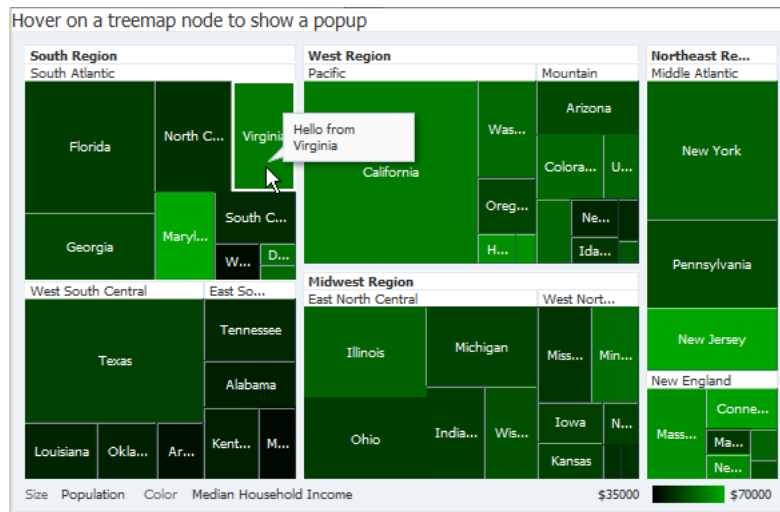 Hover on a treemap node to show a popup
South Region
South Atlantic
Florida
North C...
Virginia
Georgia
Maryl...
South C...
W...
D...
Hello from
Virginia
West South Central
East So...
Texas
Tennessee
Alabama
Louisiana
Okla...
Ar...
Kent...
M...
West Region
Pacific
Mountain
California
Was...
Oreg...
H...
Arizona
Colora...
U...
Ne...
Ida...
Midwest Region
East North Central
West Nort...
Illinois
Michigan
Ohio
India...
Wis...
Miss...
Min...
Iowa
N...
Kansas
Northeast Re...
Middle Atlantic
New York
Pennsylvania
New Jersey
New England
Mass...
Conne...
Ma...
Ne...
Size Population Color Median Household Income
$35000 $70000